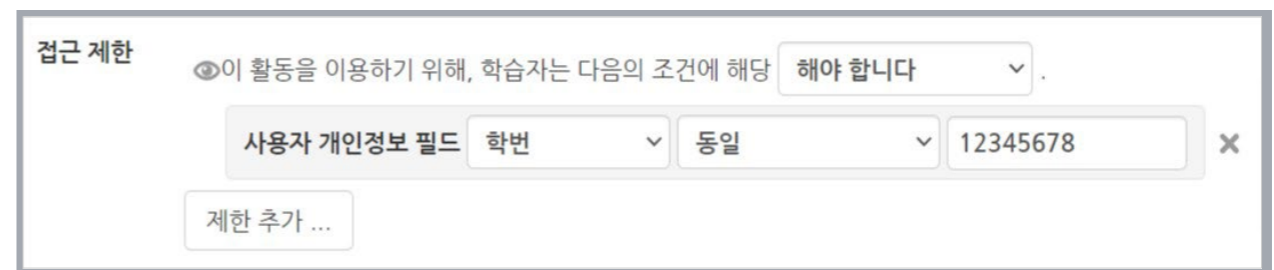 접근 제한
이 활동을 이용하기 위해, 학습자는 다음의 조건에 해당 해야 합니다 .
사용자 개인정보 필드 학번 동일 12345678
제한 추가 ...